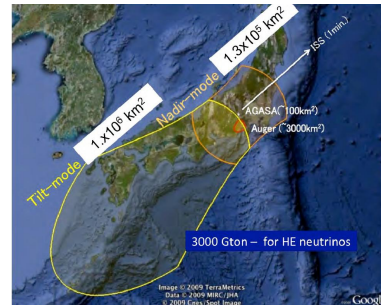 1.3x10⁵ km²
1.x10⁶ km²
Nadir-mode
Tilt-mode
ISS (1min.)
AGASA(~100km²)
Auger (~3000km²)
3000 Gton – for HE neutrinos
Image © 2009 TerraMetrics
Data © 2009 MIRC/JHA
© 2009 Cnes/Spot Image
Goo